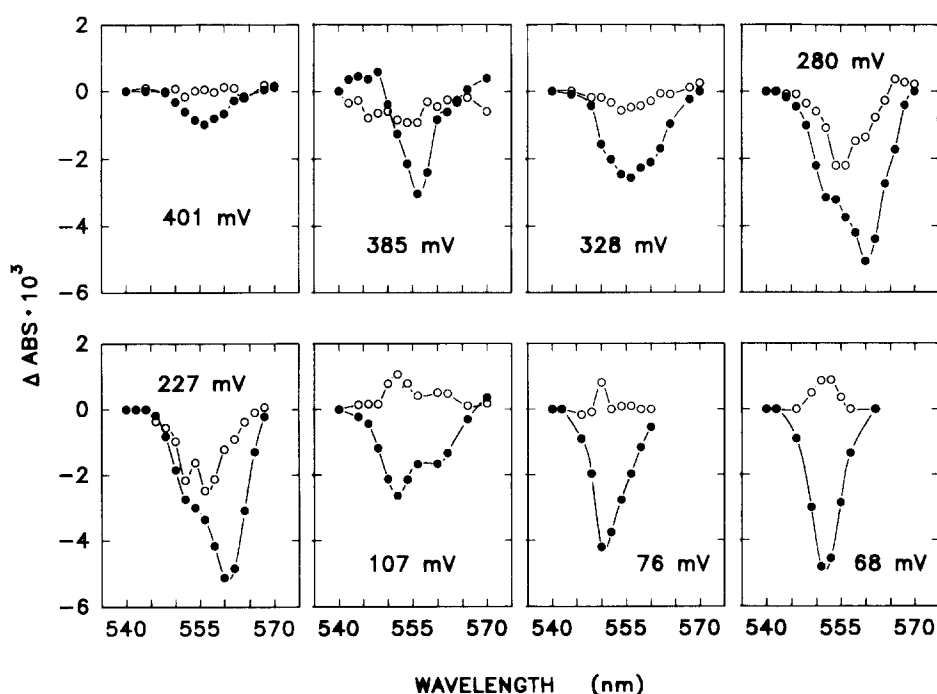 2
0
-2
-4
-6
401 mV
385 mV
328 mV
280 mV
Δ ABS · 10³
2
0
-2
-4
-6
227 mV
107 mV
76 mV
68 mV
540 555 570
540 555 570
540 555 570
540 555 570
WAVELENGTH (nm)